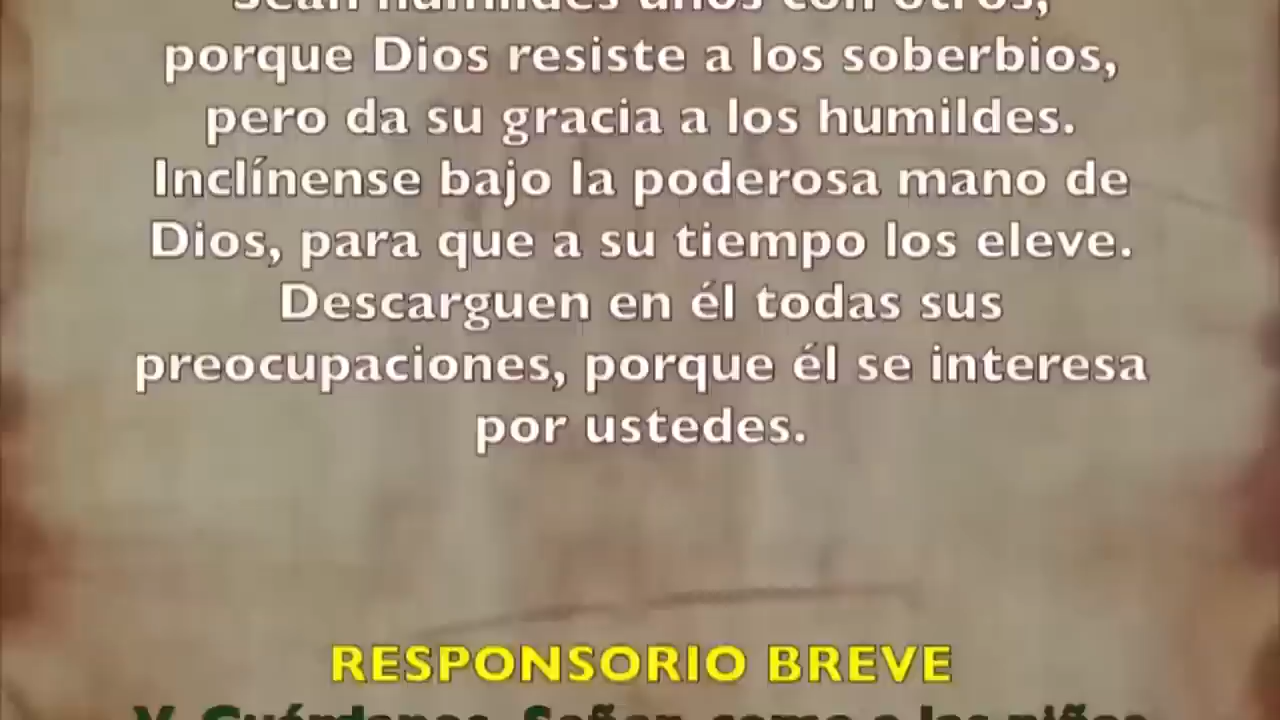 Sean humildes unos con otros,
porque Dios resiste a los soberbios,
pero da su gracia a los humildes.
Inclínense bajo la poderosa mano de
Dios, para que a su tiempo los eleve.
Descarguen en él todas sus
preocupaciones, porque él se interesa
por ustedes.
RESPONSORIO BREVE
V. Guárdanos, Señor, como a las niñas